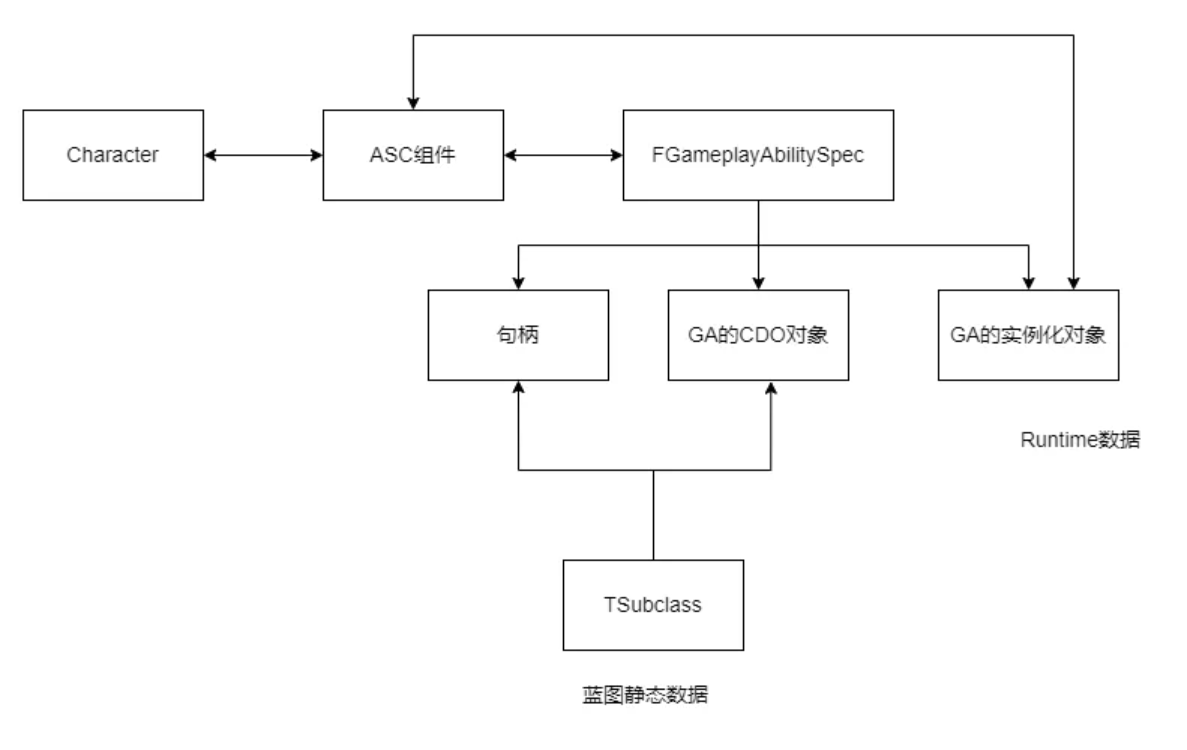 Character
ASC组件
FGameplayAbilitySpec
句柄
GA的CDO对象
GA的实例化对象
Runtime数据
TSubclass
蓝图静态数据